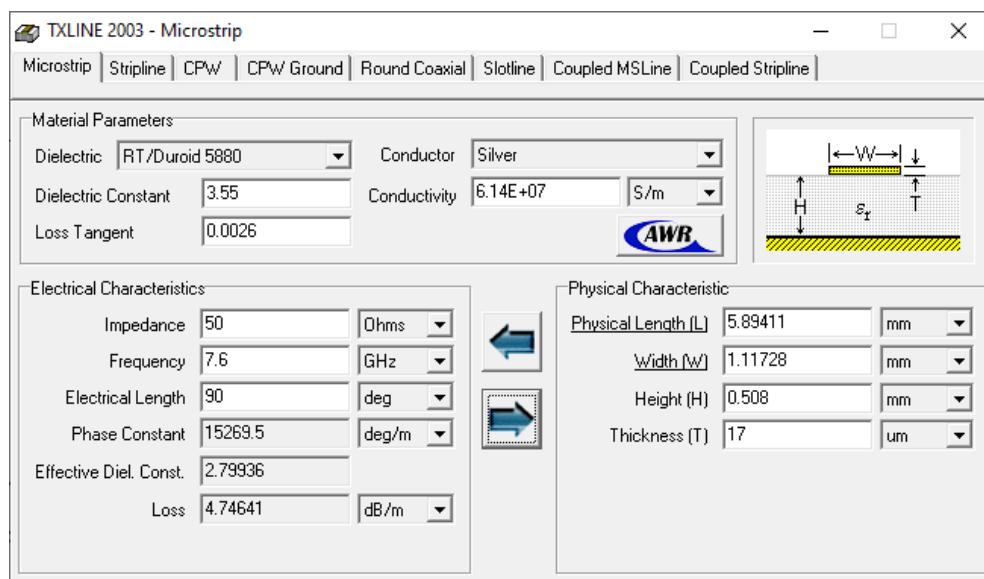 TXLINE 2003 - Microstrip
Microstrip Stripline CPW CPW Ground Round Coaxial Slotline Coupled MSLine Coupled Stripline
Material Parameters
Dielectric RT/Duroid 5880 Conductor Silver
Dielectric Constant 3.55 Conductivity 6.14E+07 S/m
Loss Tangent 0.0026
AWR
W
H εr T
Electrical Characteristics
Impedance 50 Ohms
Frequency 7.6 GHz
Electrical Length 90 deg
Phase Constant 15269.5 deg/m
Effective Diel. Const. 2.79936
Loss 4.74641 dB/m
Physical Characteristic
Physical Length (L) 5.89411 mm
Width (W) 1.11728 mm
Height (H) 0.508 mm
Thickness (T) 17 um